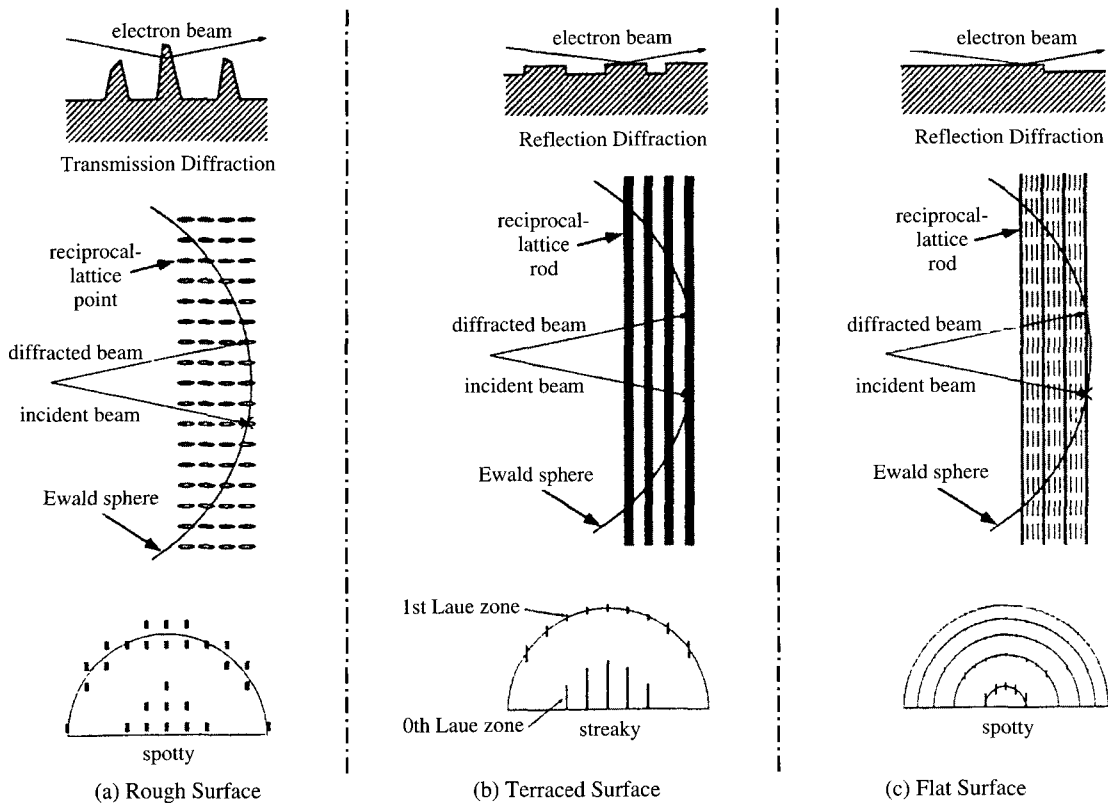 electron beam
Transmission Diffraction
reciprocal-
lattice
point
diffracted beam
incident beam
Ewald sphere
spotty
(a) Rough Surface
electron beam
Reflection Diffraction
reciprocal-
lattice
rod
diffracted beam
incident beam
Ewald sphere
1st Laue zone
0th Laue zone
streaky
(b) Terraced Surface
electron beam
Reflection Diffraction
reciprocal-
lattice
rod
diffracted beam
incident beam
Ewald sphere
spotty
(c) Flat Surface